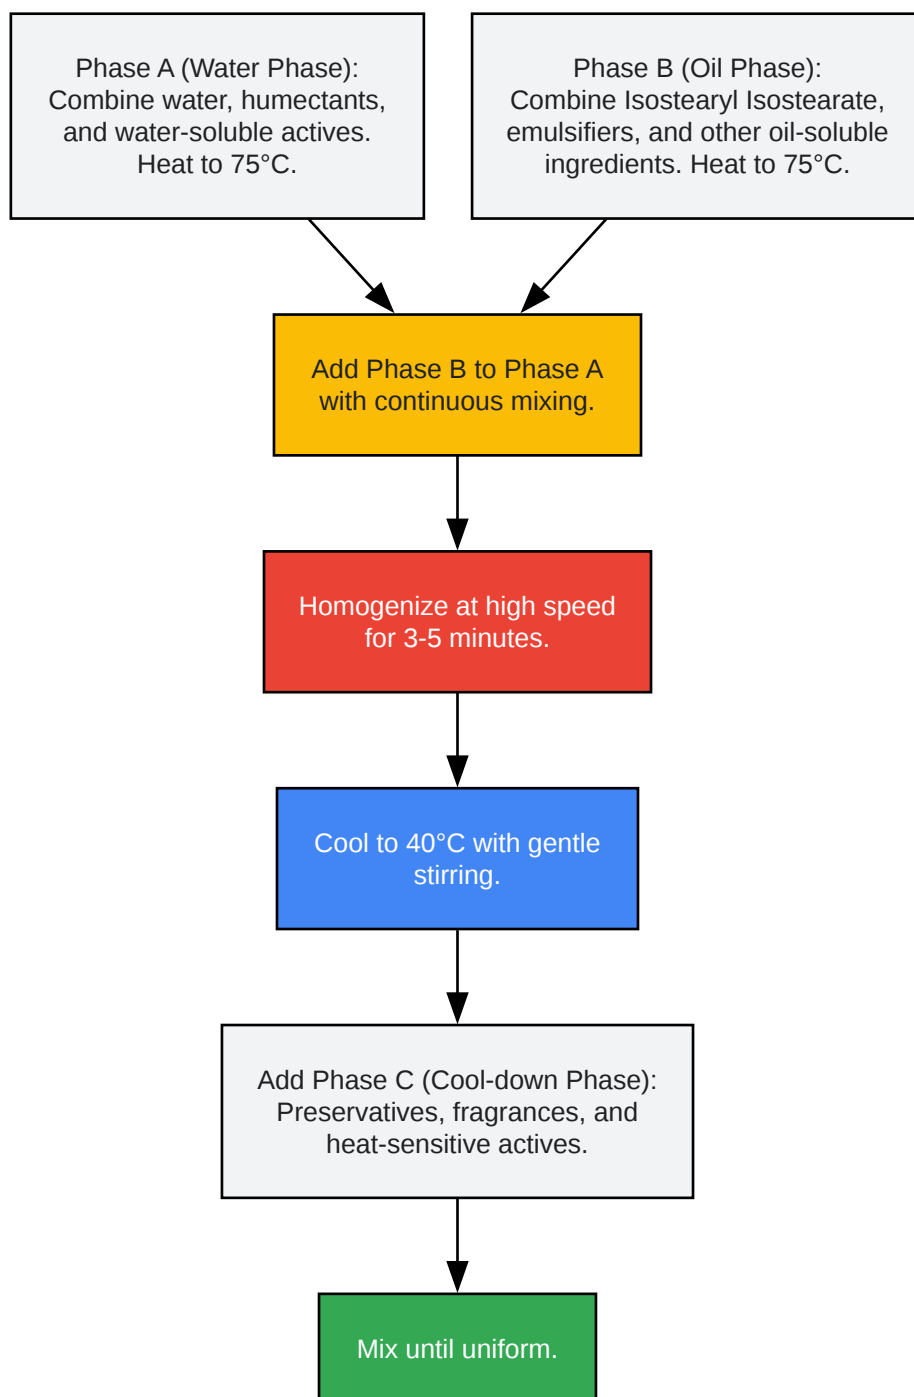 Phase A (Water Phase):
Combine water, humectants,
and water-soluble actives.
Heat to 75°C.
Phase B (Oil Phase):
Combine Isostearyl Isostearate,
emulsifiers, and other oil-soluble
ingredients. Heat to 75°C.
Add Phase B to Phase A
with continuous mixing.
Homogenize at high speed
for 3-5 minutes.
Cool to 40°C with gentle
stirring.
Add Phase C (Cool-down Phase):
Preservatives, fragrances, and
heat-sensitive actives.
Mix until uniform.